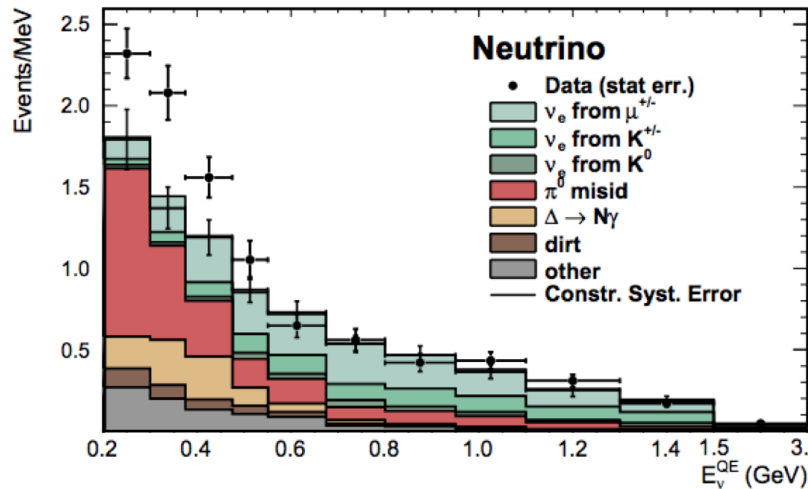 Events/MeV
2.5
2.0
1.5
1.0
0.5
Neutrino
Data (stat err.)
νe from μ+/-
νe from K+/-
νe from K0
π0 misid
Δ → Nγ
dirt
other
Constr. Syst. Error
0.2 0.4 0.6 0.8 1.0 1.2 1.4 1.5 3.
EνQE (GeV)